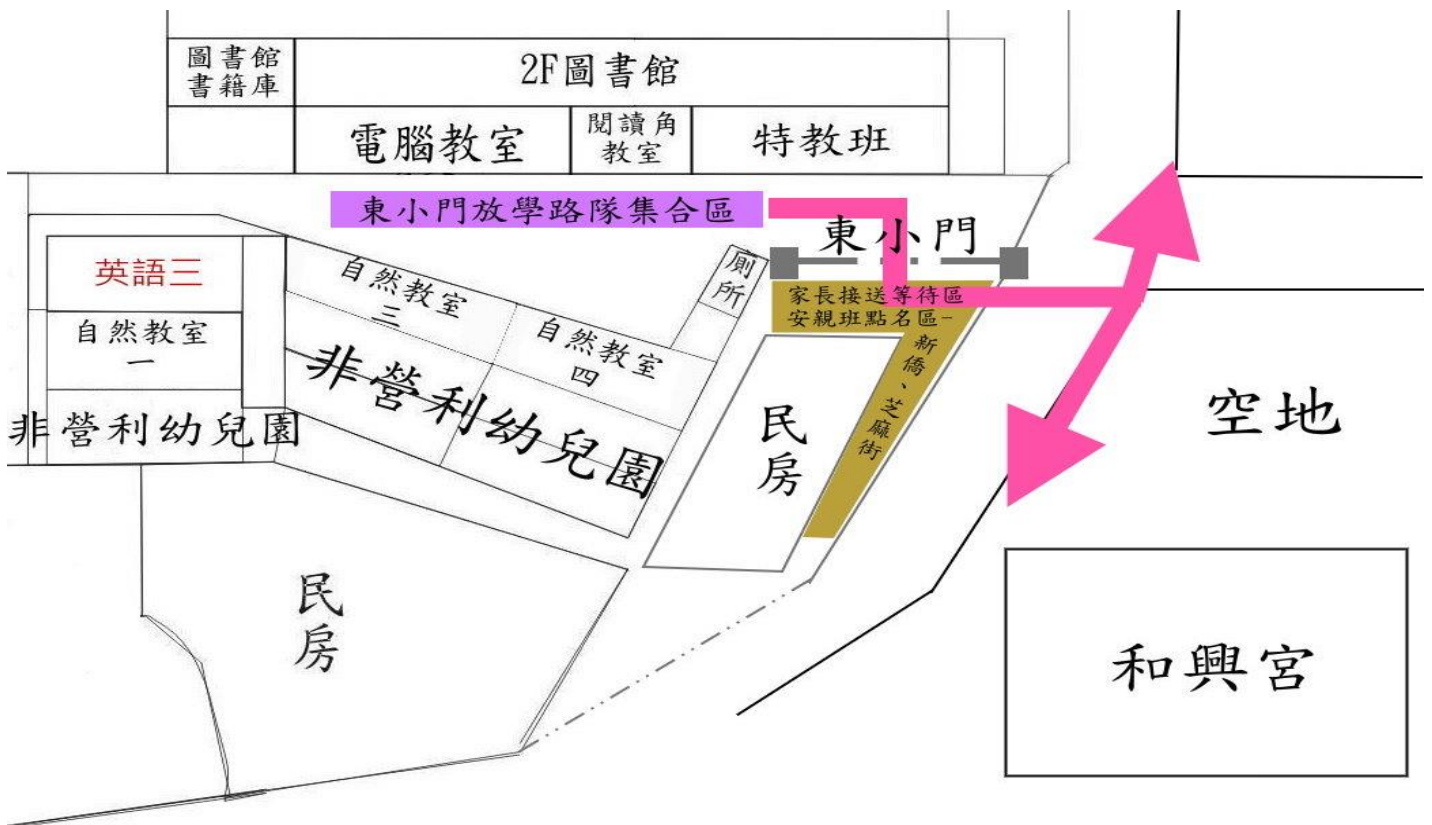 圖書館
書籍庫
2F圖書館
電腦教室
閱讀角
教室
特教班
東小門放學路隊集合區
東小門
廁所
英語三
自然教室
三
自然教室
一
自然教室
四
家長接送等待區
安親班點名區-
新僑、芝麻街
非營利幼兒園
非營利幼兒園
民房
空地
民房
和興宮